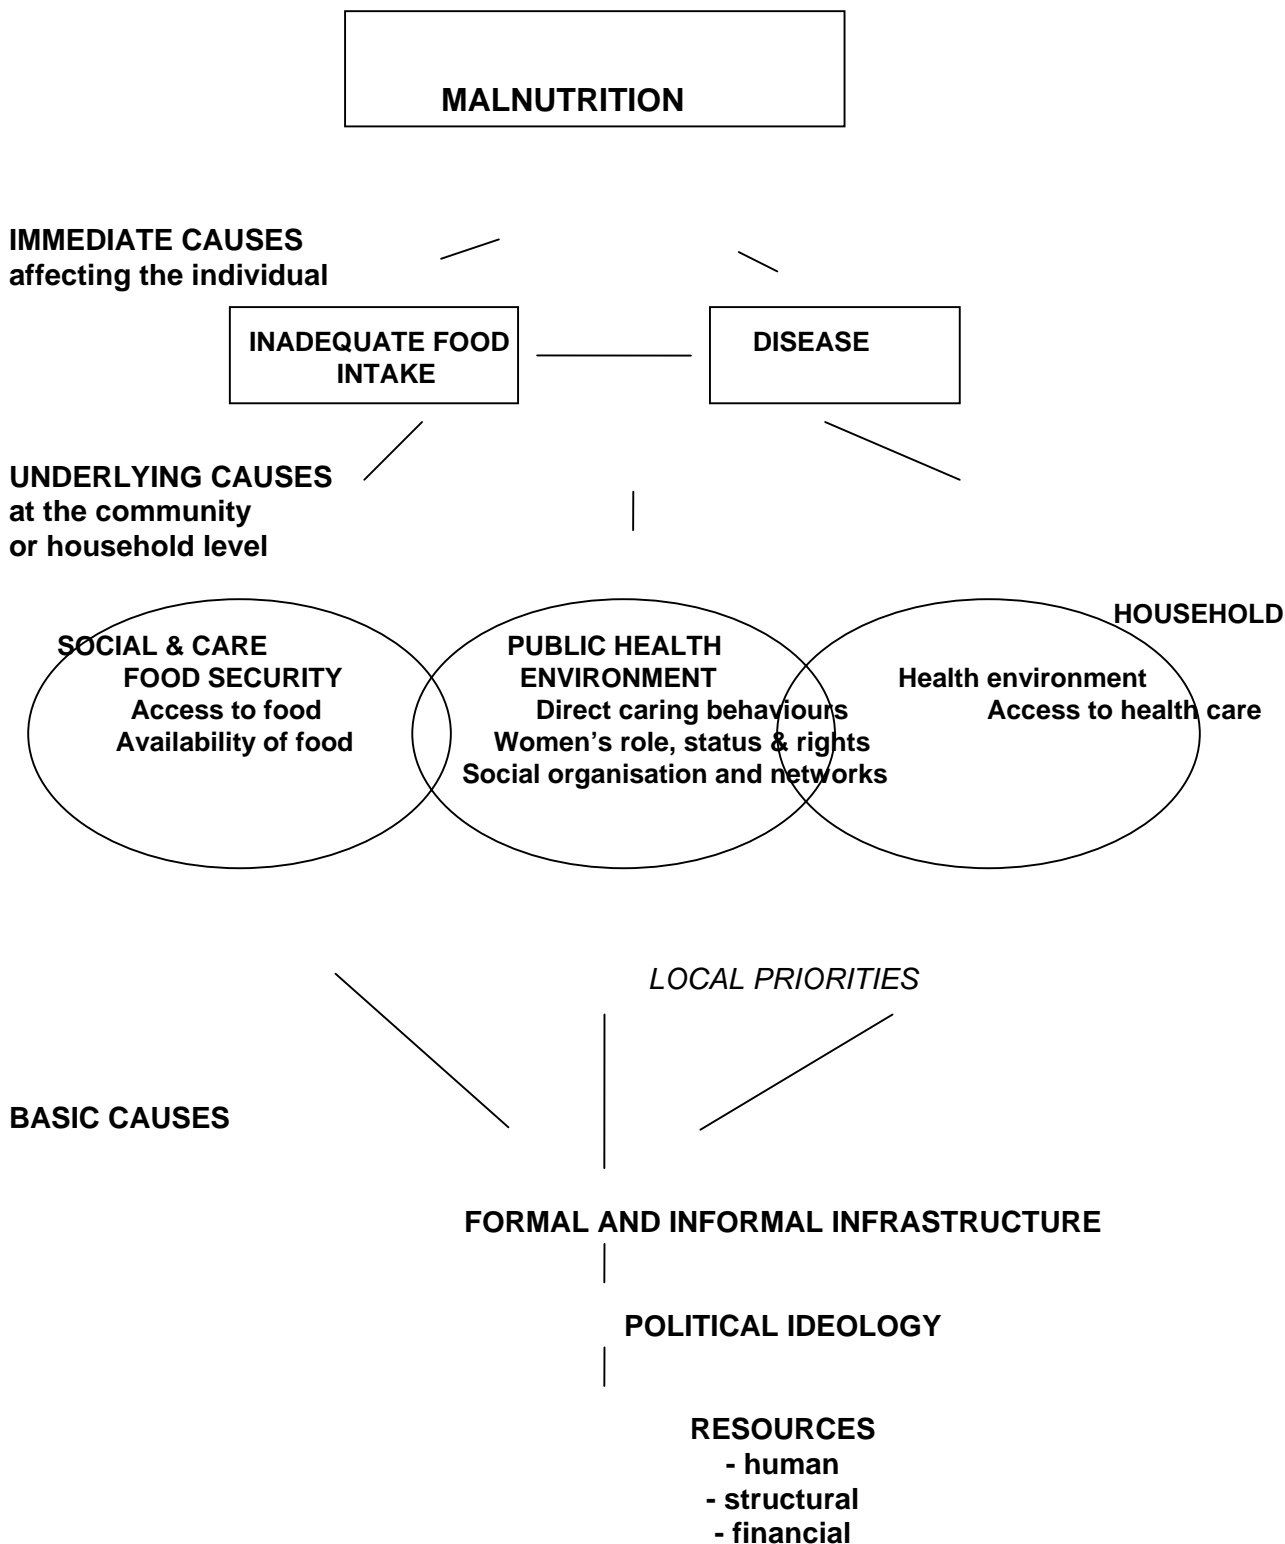 MALNUTRITION
IMMEDIATE CAUSES
affecting the individual
INADEQUATE FOOD
INTAKE
DISEASE
UNDERLYING CAUSES
at the community
or household level
HOUSEHOLD
SOCIAL & CARE
FOOD SECURITY
Access to food
Availability of food
PUBLIC HEALTH
ENVIRONMENT
Direct caring behaviours
Women’s role, status & rights
Social organisation and networks
Health environment
Access to health care
LOCAL PRIORITIES
BASIC CAUSES
FORMAL AND INFORMAL INFRASTRUCTURE
POLITICAL IDEOLOGY
RESOURCES
- human
- structural
- financial